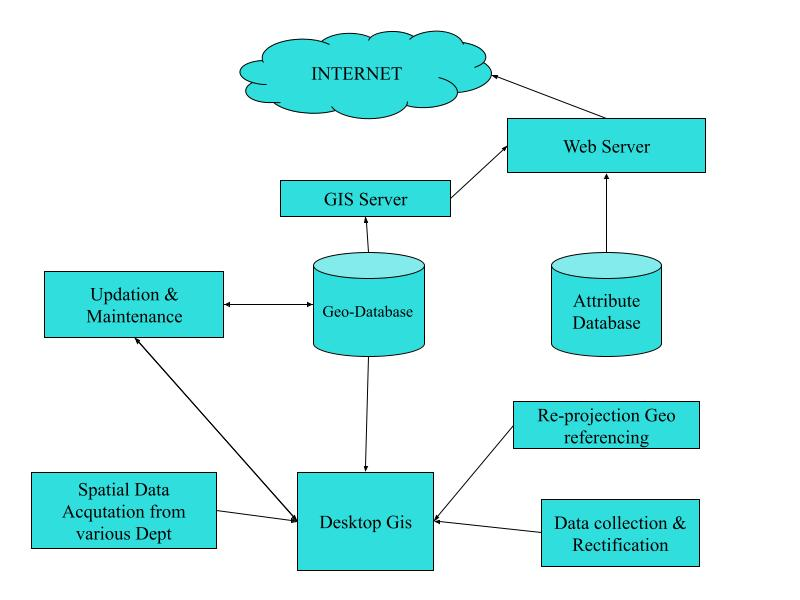 INTERNET
Web Server
GIS Server
Updation &
Maintenance
Geo-Database
Attribute
Database
Re-projection Geo
referencing
Spatial Data
Acqutation from
various Dept
Desktop Gis
Data collection &
Rectification